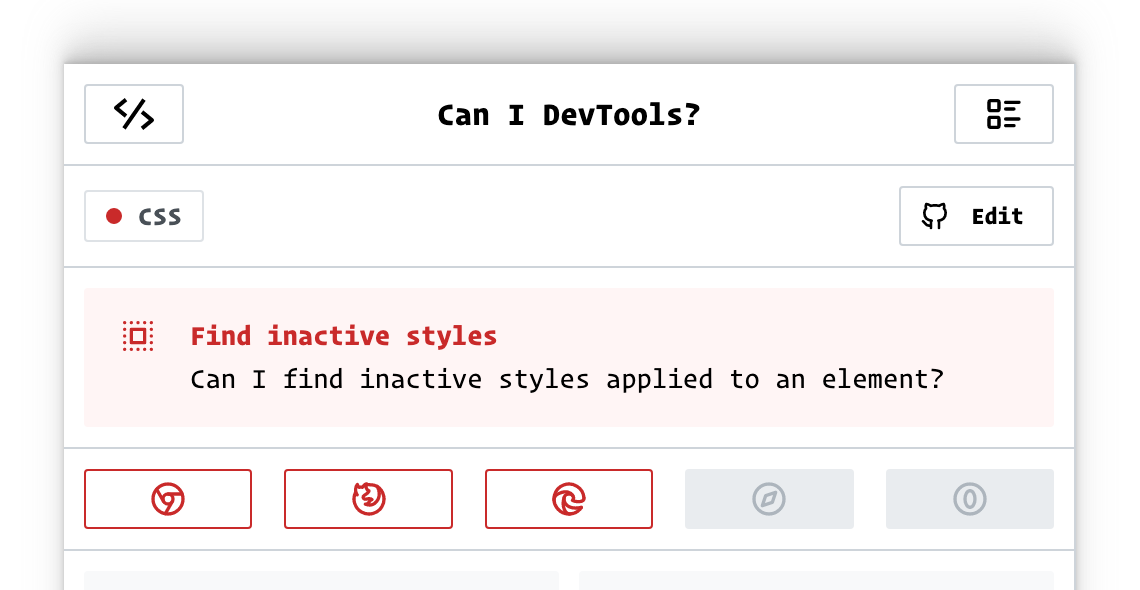 Can I DevTools?
CSS
Edit
Find inactive styles
Can I find inactive styles applied to an element?